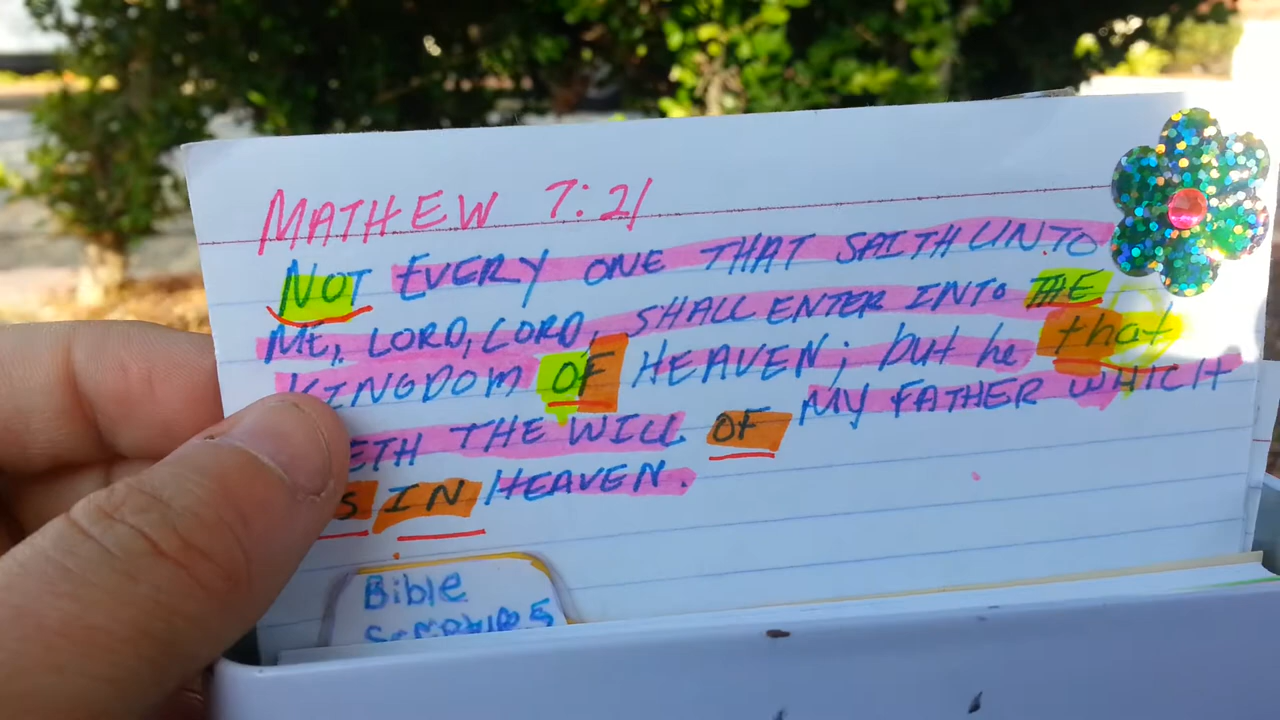 MATHEW 7:21
NOT EVERY ONE THAT SAITH UNTO
ME, LORD, LORD, SHALL ENTER INTO THE
KINGDOM OF HEAVEN; but he that
ETH THE WILL OF MY FATHER WHICH
S IN HEAVEN.
Bible